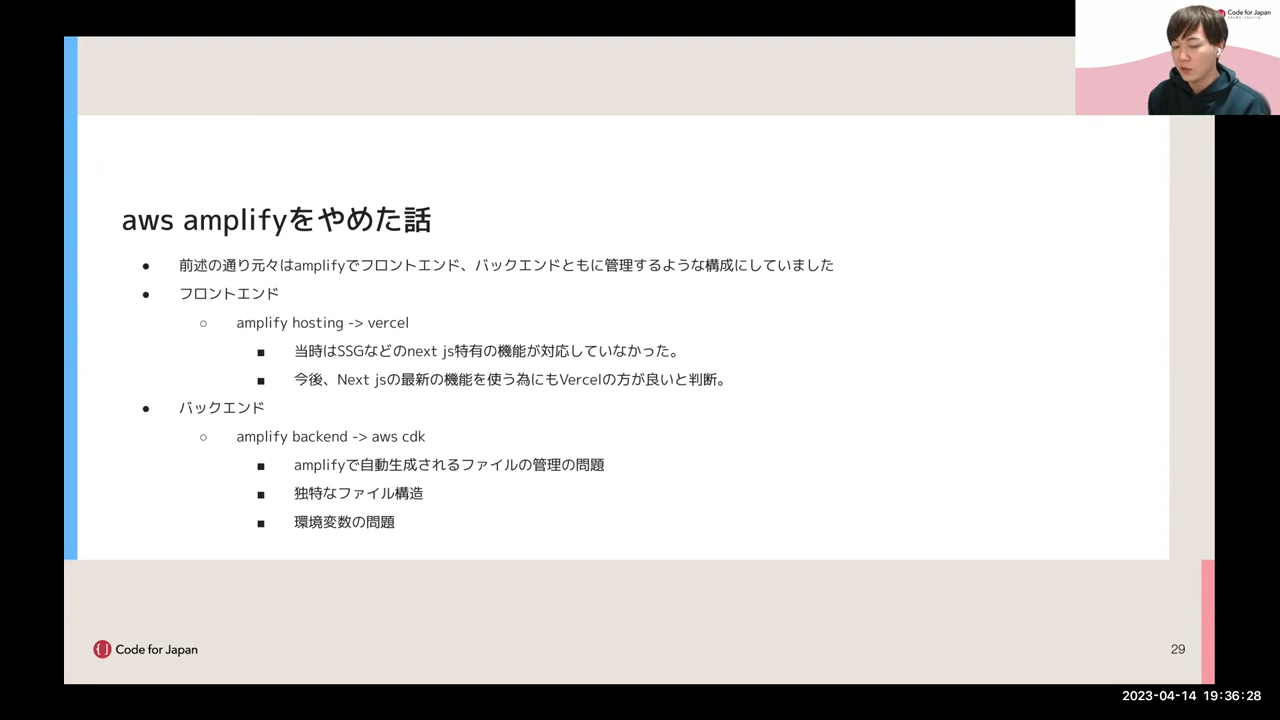 Code for Japan
aws amplifyをやめた話
● 前述の通り元々はamplifyでフロントエンド、バックエンドともに管理するような構成にしていました
● フロントエンド
○ amplify hosting -> vercel
■ 当時はSSGなどのnext js特有の機能が対応していなかった。
■ 今後、Next jsの最新の機能を使う為にもVercelの方が良いと判断。
● バックエンド
○ amplify backend -> aws cdk
■ amplifyで自動生成されるファイルの管理の問題
■ 独特なファイル構造
■ 環境変数の問題
Code for Japan
29
2023-04-14 19:36:28